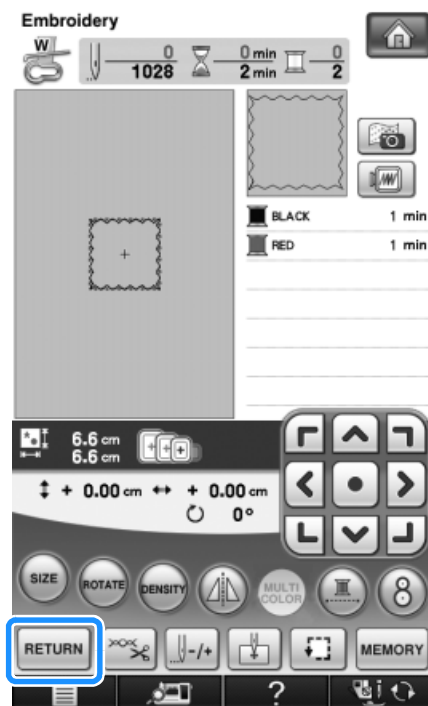 Embroidery
W
0 0 min 0
1028 2 min 2
BLACK 1 min
RED 1 min
6.6 cm
6.6 cm
+ 0.00 cm + 0.00 cm
0°
SIZE ROTATE DENSITY MULTI COLOR 8
RETURN -/+ MEMORY
?